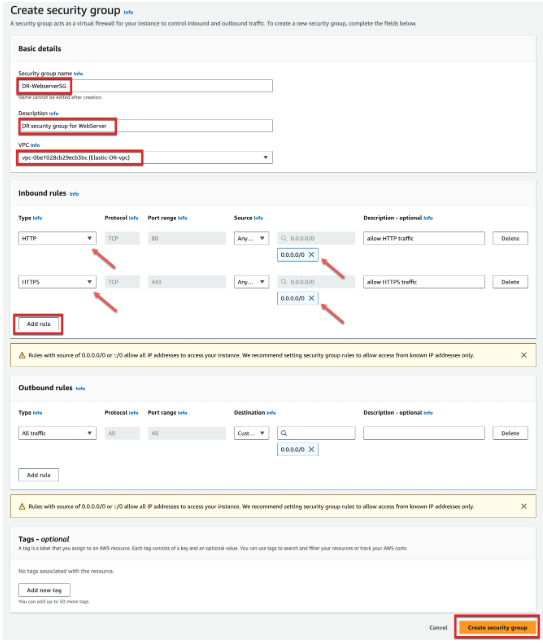 Create security group Info
A security group acts as a virtual firewall for your instance to control inbound and outbound traffic. To create a new security group, complete the fields below.
Basic details
Security group name Info
DR-WebserverSG
Name cannot be edited after creation.
Description Info
DR security group for WebServer
VPC Info
vpc-0be1028cb29ecb3bc (Elastic-DR-vpc)
Inbound rules Info
Type Info Protocol Info Port range Info Source Info Description - optional Info
HTTP TCP 80 Any... 0.0.0.0/0 allow HTTP traffic Delete
0.0.0.0/0 X
HTTPS TCP 443 Any... 0.0.0.0/0 allow HTTPS traffic Delete
0.0.0.0/0 X
Add rule
Rules with source of 0.0.0.0/0 or ::/0 allow all IP addresses to access your instance. We recommend setting security group rules to allow access from known IP addresses only. X
Outbound rules Info
Type Info Protocol Info Port range Info Destination Info Description - optional Info
All traffic All All Cust... Delete
0.0.0.0/0 X
Add rule
Rules with source of 0.0.0.0/0 or ::/0 allow all IP addresses to access your instance. We recommend setting security group rules to allow access from known IP addresses only. X
Tags - optional
A tag is a label that you assign to an AWS resource. Each tag consists of a key and an optional value. You can use tags to search and filter your resources or track your AWS costs.
No tags associated with the resource.
Add new tag
You can add up to 50 more tags
Cancel Create security group